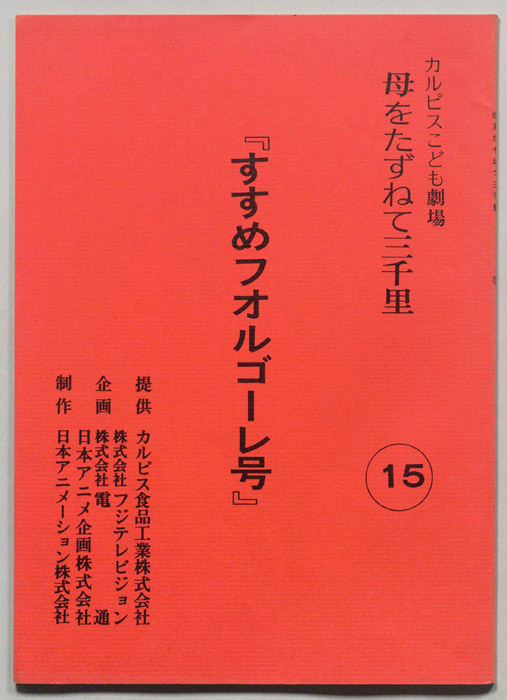 カルピスこども劇場
母をたずねて三千里
15
『すすめフオルゴーレ号』
提供 カルピス食品工業株式会社
企画 株式会社フジテレビジョン
株式会社電通
日本アニメ企画株式会社
制作 日本アニメーション株式会社